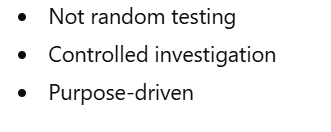 • Not random testing
• Controlled investigation
• Purpose-driven